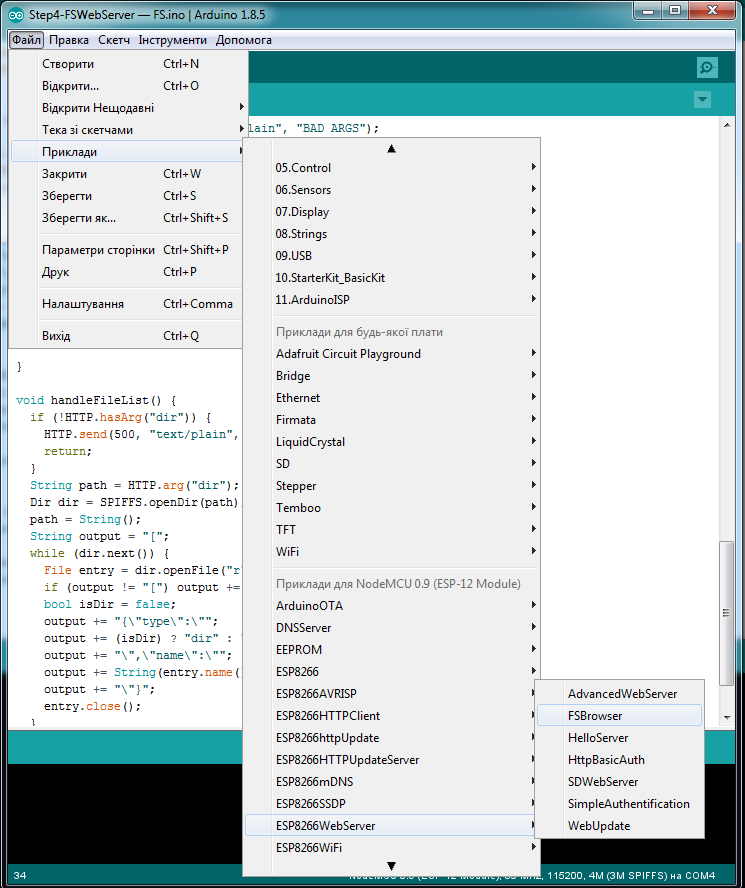 Step4-FSWebServer — FS.ino | Arduino 1.8.5
Файл Правка Скетч Інструменти Допомога
Створити Ctrl+N
Відкрити... Ctrl+O
Відкрити Нещодавні
Тека зі скетчами
Приклади
Закрити Ctrl+W
Зберегти Ctrl+S
Зберегти як... Ctrl+Shift+S
Параметри сторінки Ctrl+Shift+P
Друк Ctrl+P
Налаштування Ctrl+Comma
Вихід Ctrl+Q
lain", "BAD ARGS");
05.Control
06.Sensors
07.Display
08.Strings
09.USB
10.StarterKit_BasicKit
11.ArduinoISP
Приклади для будь-якої плати
Adafruit Circuit Playground
Bridge
Ethernet
Firmata
LiquidCrystal
SD
Stepper
Temboo
TFT
WiFi
Приклади для NodeMCU 0.9 (ESP-12 Module)
ArduinoOTA
DNSServer
EEPROM
ESP8266
ESP8266AVRISP
ESP8266HTTPClient
ESP8266httpUpdate
ESP8266HTTPUpdateServer
ESP8266mDNS
ESP8266SSDP
ESP8266WebServer
ESP8266WiFi
AdvancedWebServer
FSBrowser
HelloServer
HttpBasicAuth
SDWebServer
SimpleAuthentification
WebUpdate
}
void handleFileList() {
if (!HTTP.hasArg("dir")) {
HTTP.send(500, "text/plain",
return;
}
String path = HTTP.arg("dir");
Dir dir = SPIFFS.openDir(path)
path = String();
String output = "[";
while (dir.next()) {
File entry = dir.openFile("r"
if (output != "[") output +=
bool isDir = false;
output += "{\"type\":\"";
output += (isDir) ? "dir" :
output += "\",\"name\":\"";
output += String(entry.name(
output += "\"}";
entry.close();
}
34
NodeMCU 0.9 (ESP-12 Module), 80 MHz, 115200, 4M (3M SPIFFS) на COM4